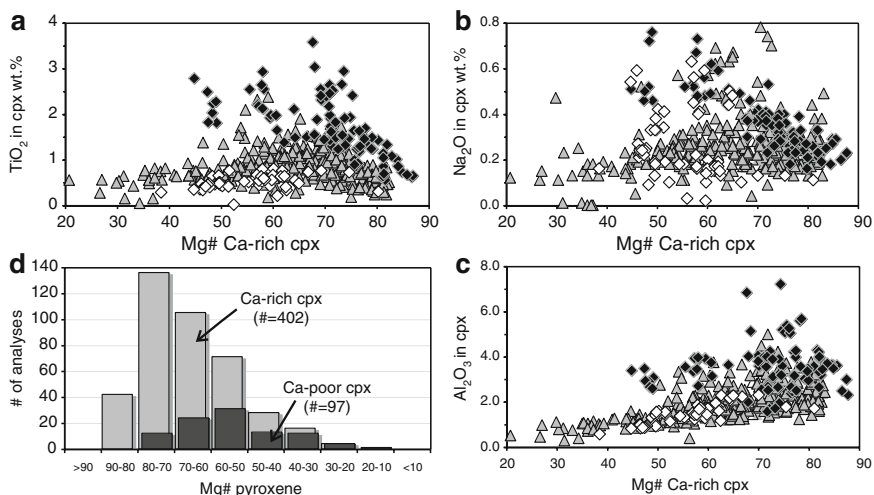 a
TiO2 in cpx wt.%
4
3
2
1
0
20 30 40 50 60 70 80 90
Mg# Ca-rich cpx
b
Na2O in cpx wt.%
0.8
0.6
0.4
0.2
0.0
20 30 40 50 60 70 80 90
Mg# Ca-rich cpx
d
# of analyses
140
120
100
80
60
40
20
0
Ca-rich cpx
(#=402)
Ca-poor cpx
(#=97)
>90 90-80 80-70 70-60 60-50 50-40 40-30 30-20 20-10 <10
Mg# pyroxene
c
Al2O3 in cpx
8.0
6.0
4.0
2.0
0.0
20 30 40 50 60 70 80 90
Mg# Ca-rich cpx